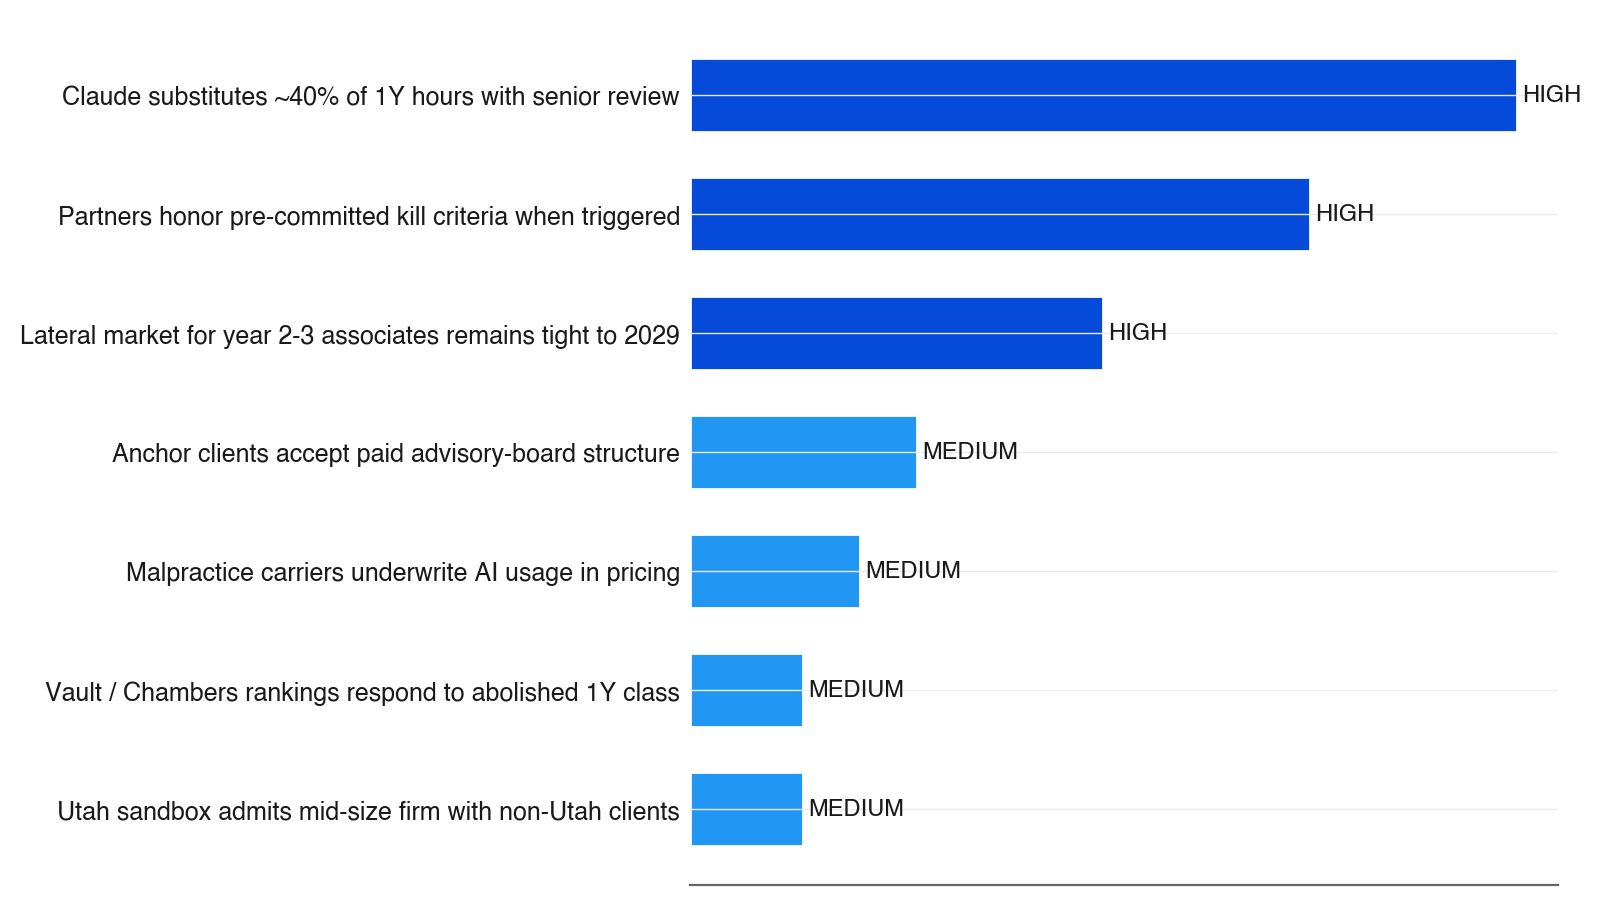 Claude substitutes ~40% of 1Y hours with senior review HIGH
Partners honor pre-committed kill criteria when triggered HIGH
Lateral market for year 2-3 associates remains tight to 2029 HIGH
Anchor clients accept paid advisory-board structure MEDIUM
Malpractice carriers underwrite AI usage in pricing MEDIUM
Vault / Chambers rankings respond to abolished 1Y class MEDIUM
Utah sandbox admits mid-size firm with non-Utah clients MEDIUM